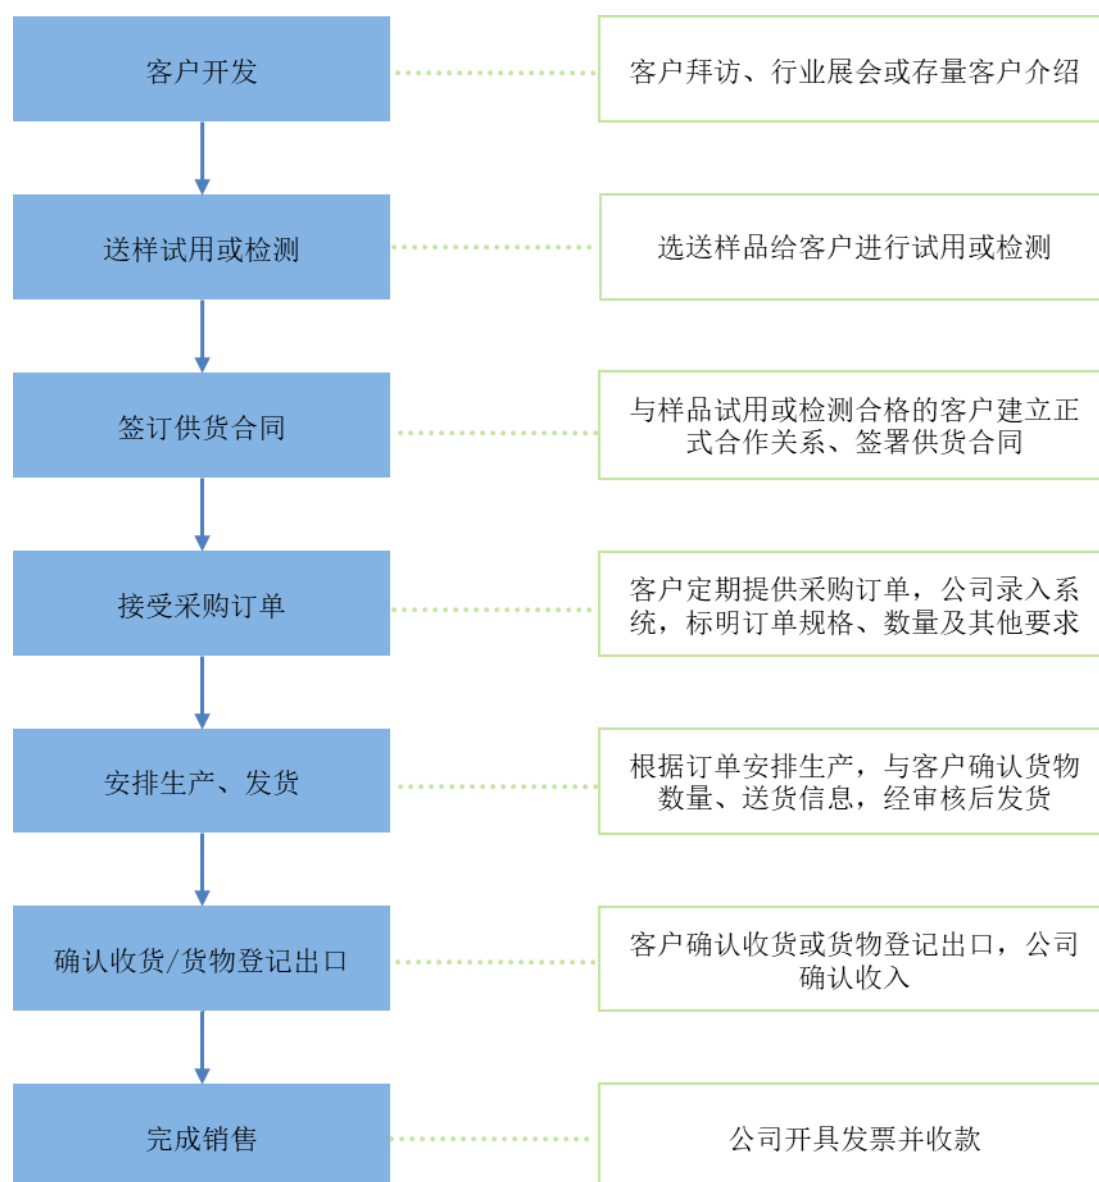 客户开发
客户拜访、行业展会或存量客户介绍
送样试用或检测
选送样品给客户进行试用或检测
签订供货合同
与样品试用或检测合格的客户建立正
式合作关系、签署供货合同
接受采购订单
客户定期提供采购订单，公司录入系
统，标明订单规格、数量及其他要求
安排生产、发货
根据订单安排生产，与客户确认货物
数量、送货信息，经审核后发货
确认收货/货物登记出口
客户确认收货或货物登记出口，公司
确认收入
完成销售
公司开具发票并收款